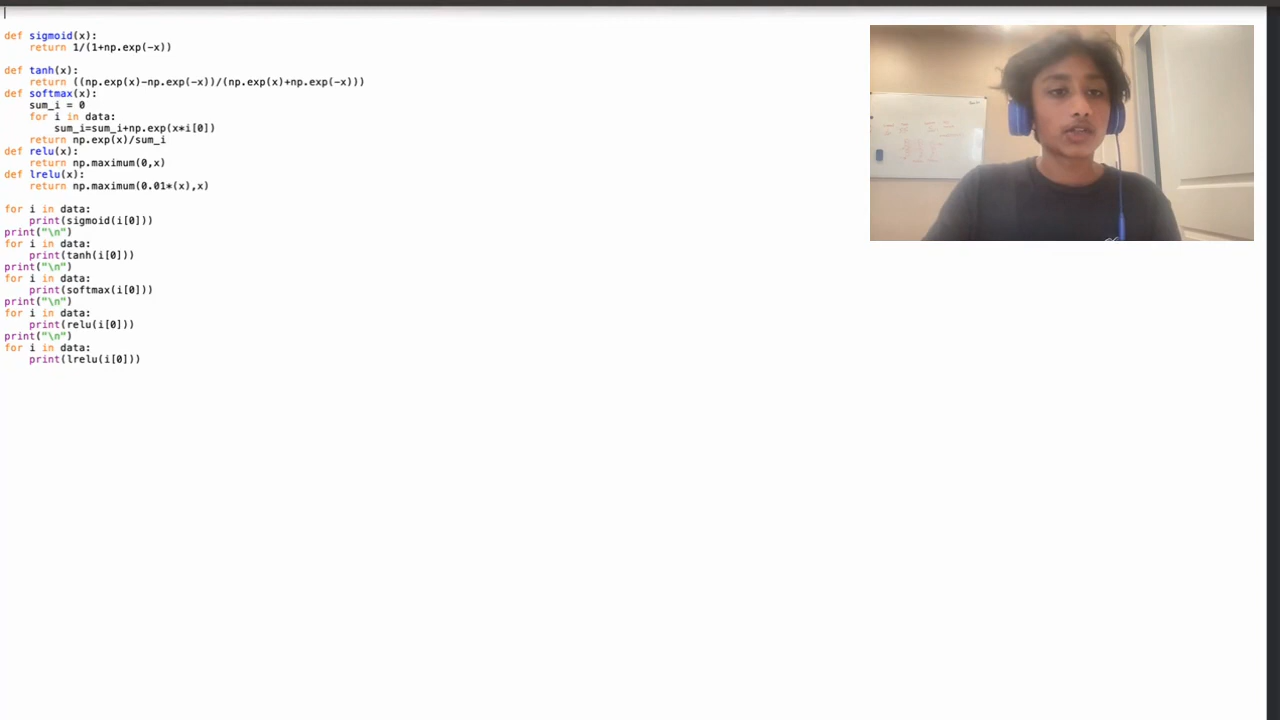 def sigmoid(x):
    return 1/(1+np.exp(-x))
def tanh(x):
    return ((np.exp(x)-np.exp(-x))/(np.exp(x)+np.exp(-x)))
def softmax(x):
    sum_i = 0
    for i in data:
        sum_i=sum_i+np.exp(x*i[0])
    return np.exp(x)/sum_i
def relu(x):
    return np.maximum(0,x)
def lrelu(x):
    return np.maximum(0.01*(x),x)
for i in data:
    print(sigmoid(i[0]))
print("\n")
for i in data:
    print(tanh(i[0]))
print("\n")
for i in data:
    print(softmax(i[0]))
print("\n")
for i in data:
    print(relu(i[0]))
print("\n")
for i in data:
    print(lrelu(i[0]))